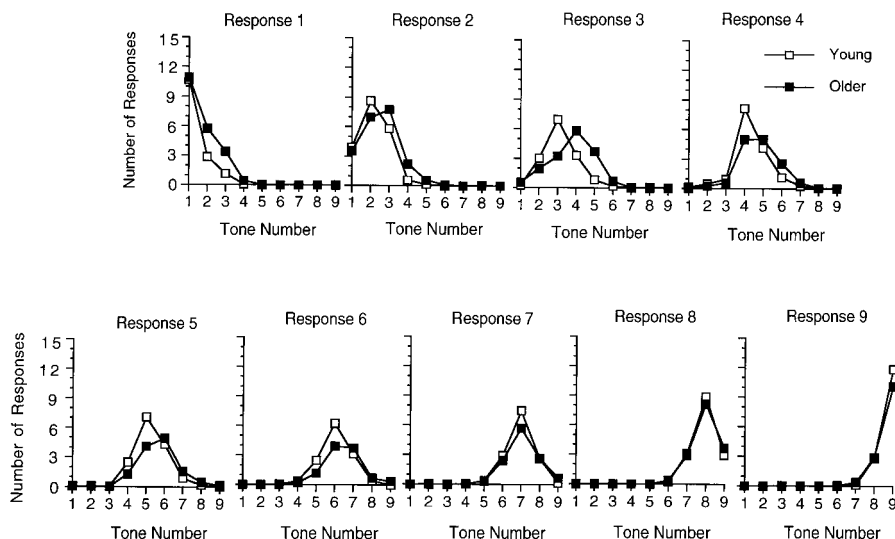 Response 1 Response 2 Response 3 Response 4
Number of Responses
15
12
9
6
3
0
Young
Older
1 2 3 4 5 6 7 8 9 1 2 3 4 5 6 7 8 9 1 2 3 4 5 6 7 8 9 1 2 3 4 5 6 7 8 9
Tone Number Tone Number Tone Number Tone Number
Response 5 Response 6 Response 7 Response 8 Response 9
Number of Responses
15
12
9
6
3
0
1 2 3 4 5 6 7 8 9 1 2 3 4 5 6 7 8 9 1 2 3 4 5 6 7 8 9 1 2 3 4 5 6 7 8 9 1 2 3 4 5 6 7 8 9
Tone Number Tone Number Tone Number Tone Number Tone Number